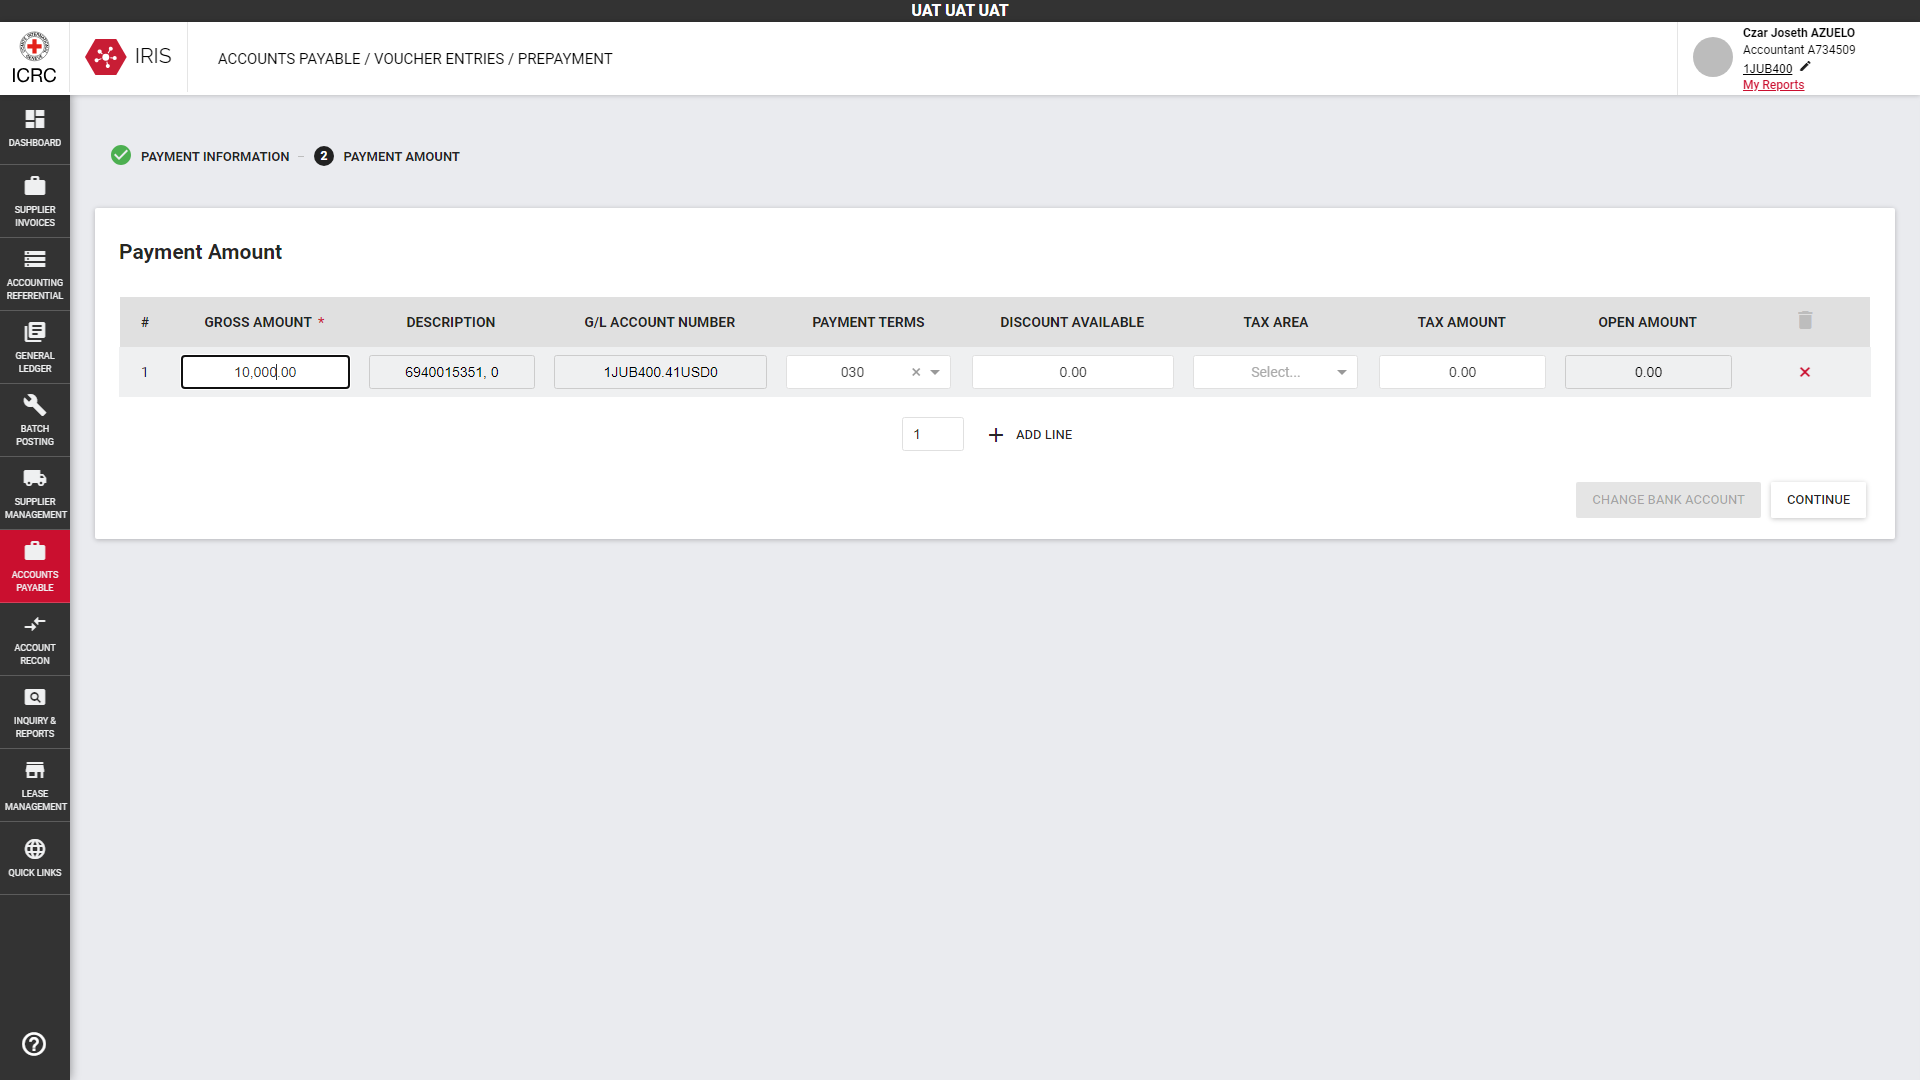 UAT UAT UAT
ICRC
IRIS
ACCOUNTS PAYABLE / VOUCHER ENTRIES / PREPAYMENT
Czar Joseth AZUELO
Accountant A734509
1JUB400
My Reports
DASHBOARD
SUPPLIER
INVOICES
ACCOUNTING
REFERENTIAL
GENERAL
LEDGER
BATCH
POSTING
SUPPLIER
MANAGEMENT
ACCOUNTS
PAYABLE
ACCOUNT
RECON
INQUIRY &
REPORTS
LEASE
MANAGEMENT
QUICK LINKS
PAYMENT INFORMATION
2 PAYMENT AMOUNT
Payment Amount
# GROSS AMOUNT * DESCRIPTION G/L ACCOUNT NUMBER PAYMENT TERMS DISCOUNT AVAILABLE TAX AREA TAX AMOUNT OPEN AMOUNT
1 10,000.00 6940015351, 0 1JUB400.41USD0 030 0.00 Select... 0.00 0.00
1 ADD LINE
CHANGE BANK ACCOUNT CONTINUE